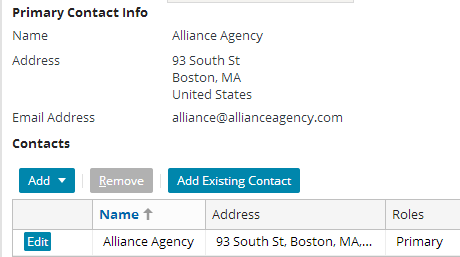 Primary Contact Info
Name Alliance Agency
Address 93 South St
Boston, MA
United States
Email Address alliance@allianceagency.com
Contacts
Add Remove Add Existing Contact
Name Address Roles
Edit Alliance Agency 93 South St, Boston, MA,... Primary